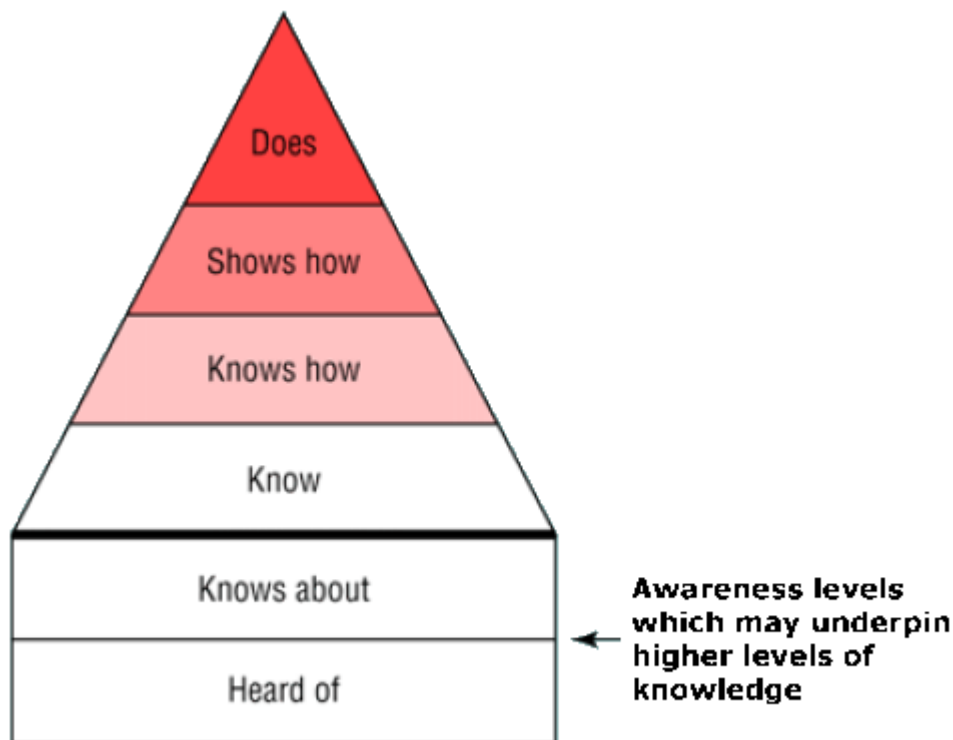 Does
Shows how
Knows how
Know
Knows about
Heard of
Awareness levels
which may underpin
higher levels of
knowledge